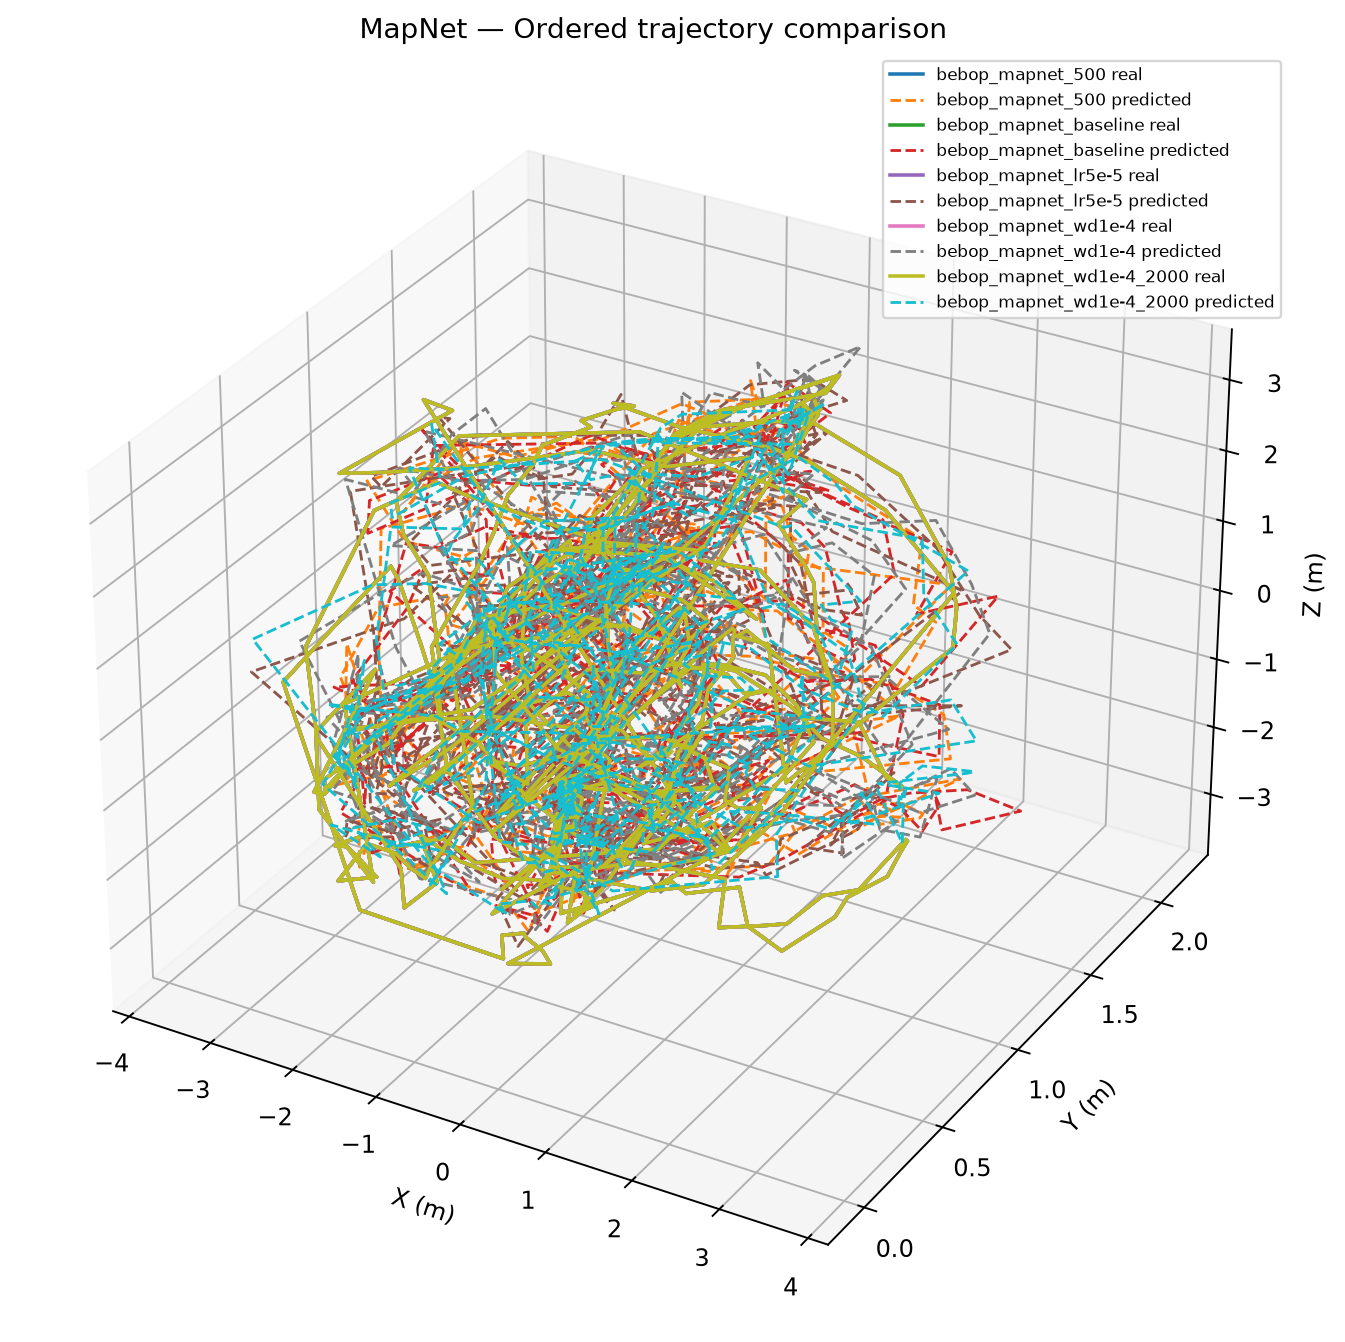 MapNet — Ordered trajectory comparison
bebop_mapnet_500 real
bebop_mapnet_500 predicted
bebop_mapnet_baseline real
bebop_mapnet_baseline predicted
bebop_mapnet_lr5e-5 real
bebop_mapnet_lr5e-5 predicted
bebop_mapnet_wd1e-4 real
bebop_mapnet_wd1e-4 predicted
bebop_mapnet_wd1e-4_2000 real
bebop_mapnet_wd1e-4_2000 predicted
3
2
1
0
−1
−2
−3
Z (m)
2.0
1.5
1.0
0.5
0.0
Y (m)
−4
−3
−2
−1
0
1
2
3
4
X (m)